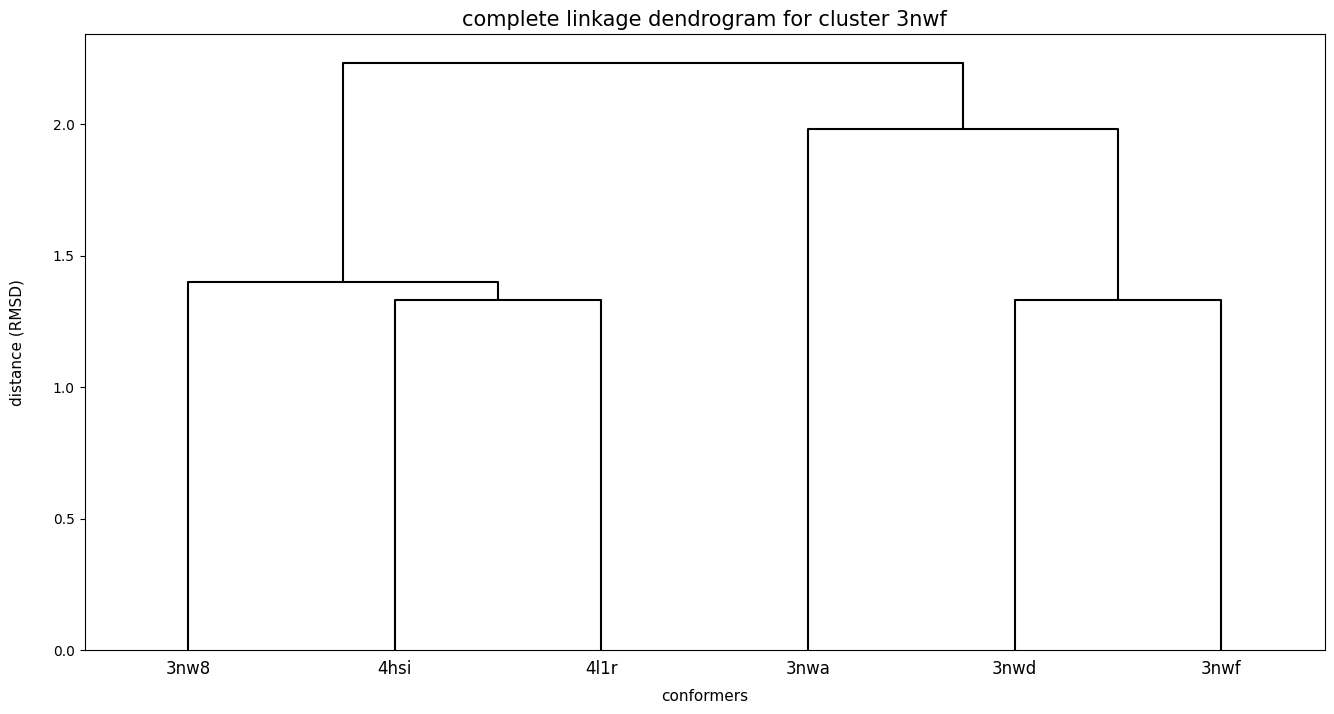 complete linkage dendrogram for cluster 3nwf
distance (RMSD)
2.0
1.5
1.0
0.5
0.0
3nw8 4hsi 4l1r 3nwa 3nwd 3nwf
conformers